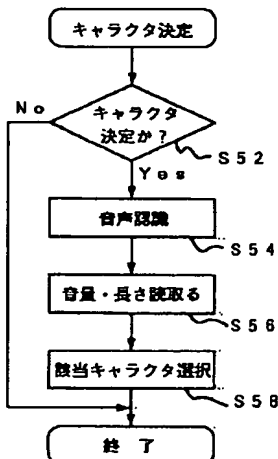 キャラクタ決定
No
キャラクタ
決定か?
S52
Yes
音声認識
S54
音量・長さ読取る
S56
該当キャラクタ選択
S58
終了